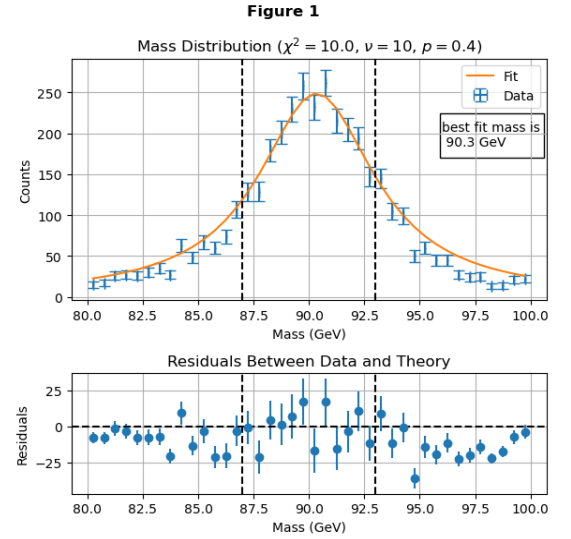 Figure 1
Mass Distribution (χ² = 10.0, ν = 10, p = 0.4)
Fit
Data
best fit mass is
90.3 GeV
Counts
250
200
150
100
50
0
80.0 82.5 85.0 87.5 90.0 92.5 95.0 97.5 100.0
Mass (GeV)
Residuals Between Data and Theory
Residuals
25
0
−25
80.0 82.5 85.0 87.5 90.0 92.5 95.0 97.5 100.0
Mass (GeV)